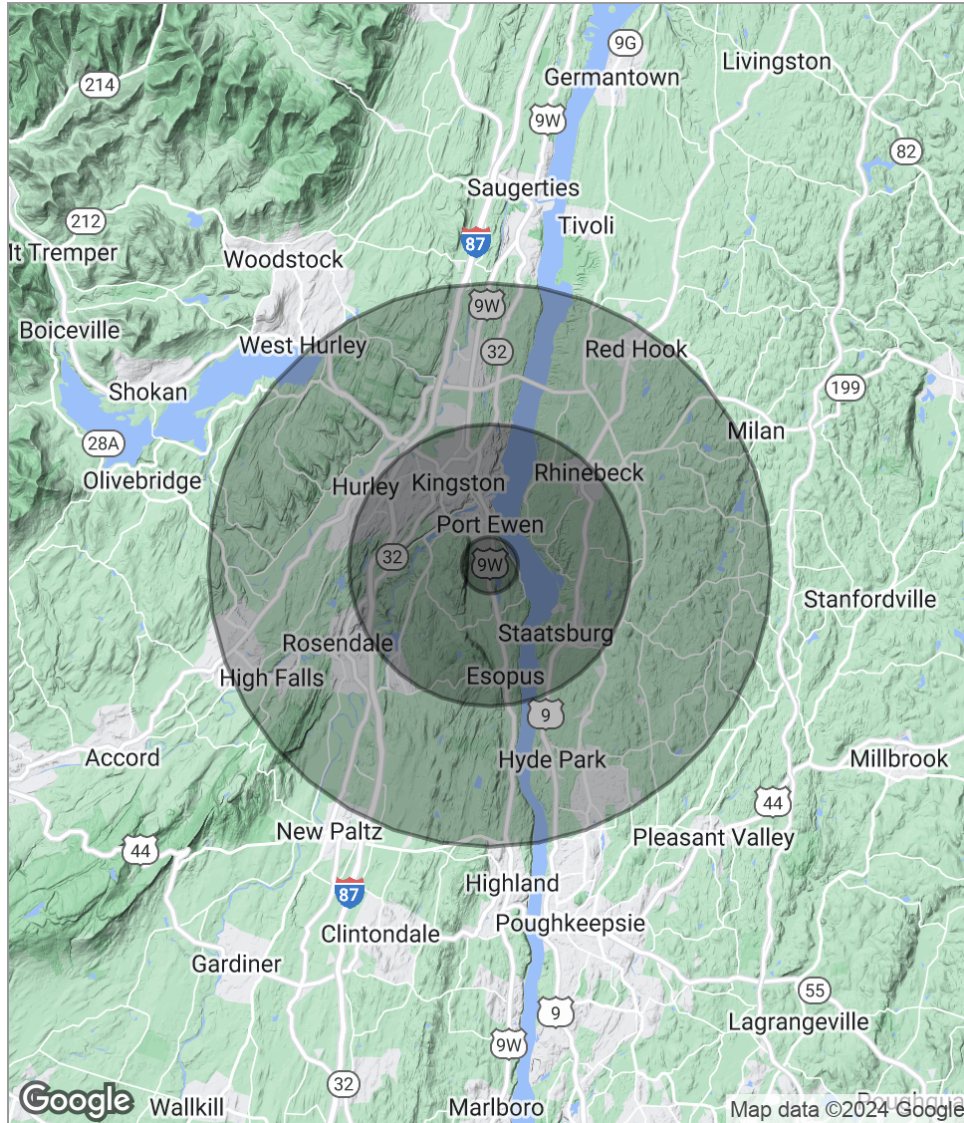 9G
Livingston
Germantown
214
9W
82
Saugerties
212
Tivoli
87
Mt Tremper
Woodstock
9W
Boiceville
West Hurley
32
Red Hook
Shokan
199
28A
Milan
Olivebridge
Hurley
Kingston
Rhinebeck
Port Ewen
32
9W
Stanfordville
Rosendale
Staatsburg
High Falls
Esopus
9
Accord
Hyde Park
Millbrook
44
New Paltz
Pleasant Valley
44
87
Highland
Clintondale
Poughkeepsie
Gardiner
55
9
Lagrangeville
9W
32
Google
Wallkill
Marlboro
Map data ©2024 Google